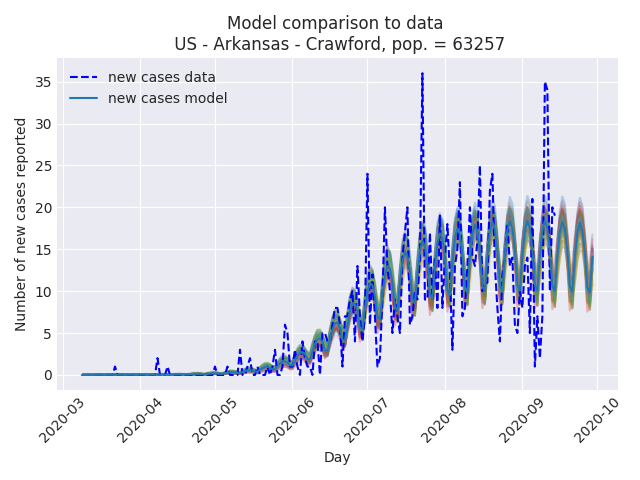 Model comparison to data
US - Arkansas - Crawford, pop. = 63257
new cases data
new cases model
Number of new cases reported
35
30
25
20
15
10
5
0
2020-03
2020-04
2020-05
2020-06
2020-07
2020-08
2020-09
2020-10
Day